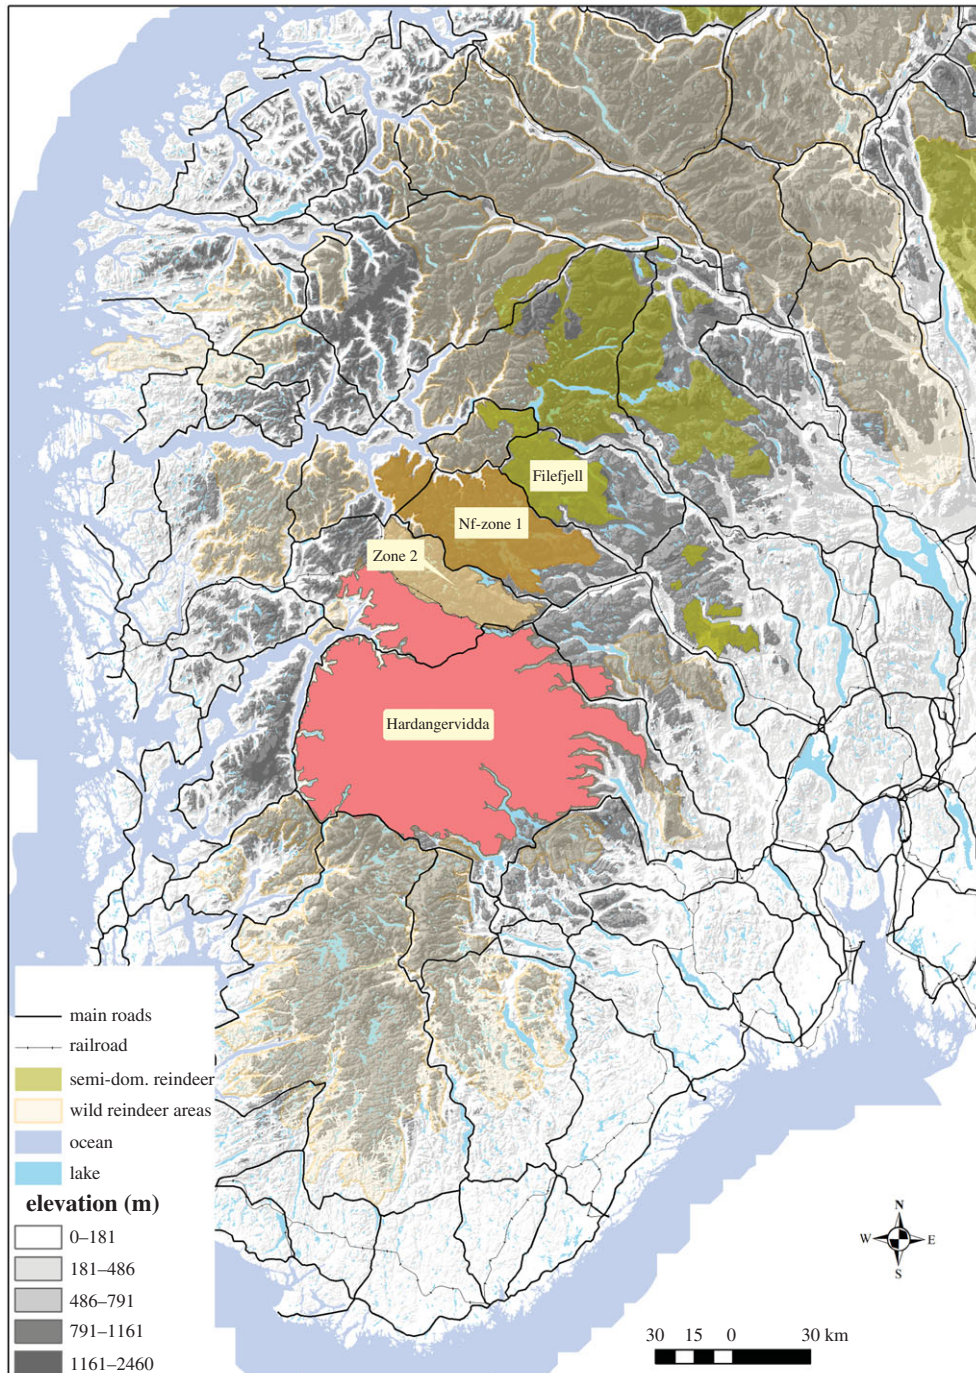 Filefjell
Nf-zone 1
Zone 2
Hardangervidda
main roads
railroad
semi-dom. reindeer
wild reindeer areas
ocean
lake
elevation (m)
0–181
181–486
486–791
791–1161
1161–2460
N
W E
S
30 15 0 30 km